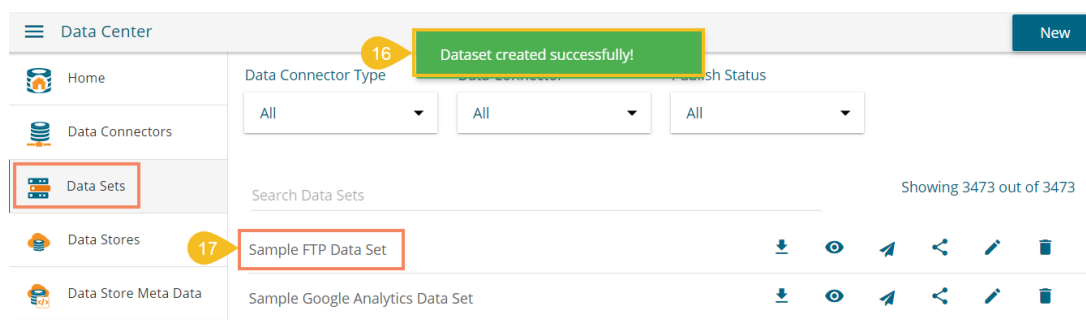 Data Center
New
16
Dataset created successfully!
Home
Data Connector Type
Publish Status
All
All
All
Data Connectors
Data Sets
Search Data Sets
Showing 3473 out of 3473
Data Stores
17
Sample FTP Data Set
Data Store Meta Data
Sample Google Analytics Data Set